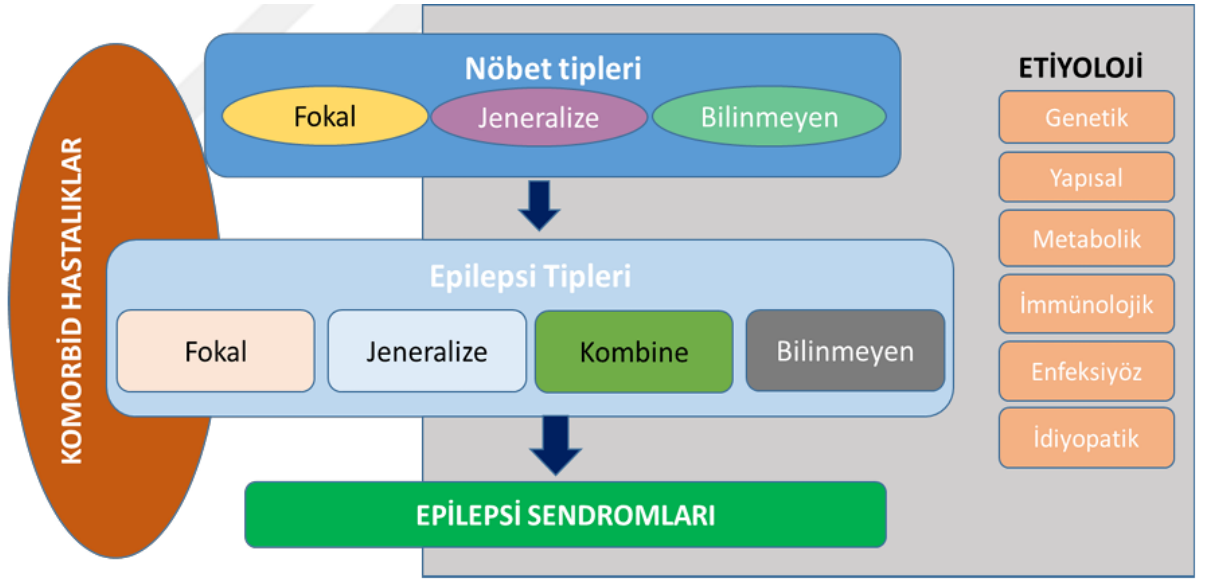 KOMORBİD HASTALIKLAR
Nöbet tipleri
Fokal
Jeneralize
Bilinmeyen
Epilepsi Tipleri
Fokal
Jeneralize
Kombine
Bilinmeyen
EPİLEPSİ SENDROMLARI
ETİYOLOJİ
Genetik
Yapısal
Metabolik
İmmünolojik
Enfeksiyöz
İdiyopatik